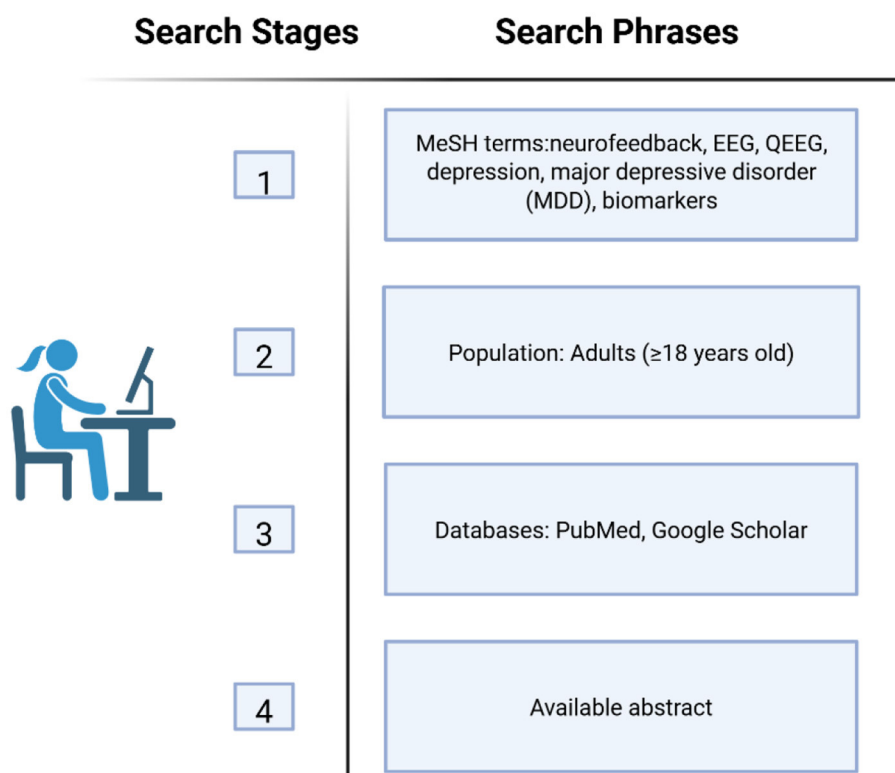 Search Stages
Search Phrases
1
MeSH terms:neurofeedback, EEG, QEEG,
depression, major depressive disorder
(MDD), biomarkers
2
Population: Adults (≥18 years old)
3
Databases: PubMed, Google Scholar
4
Available abstract